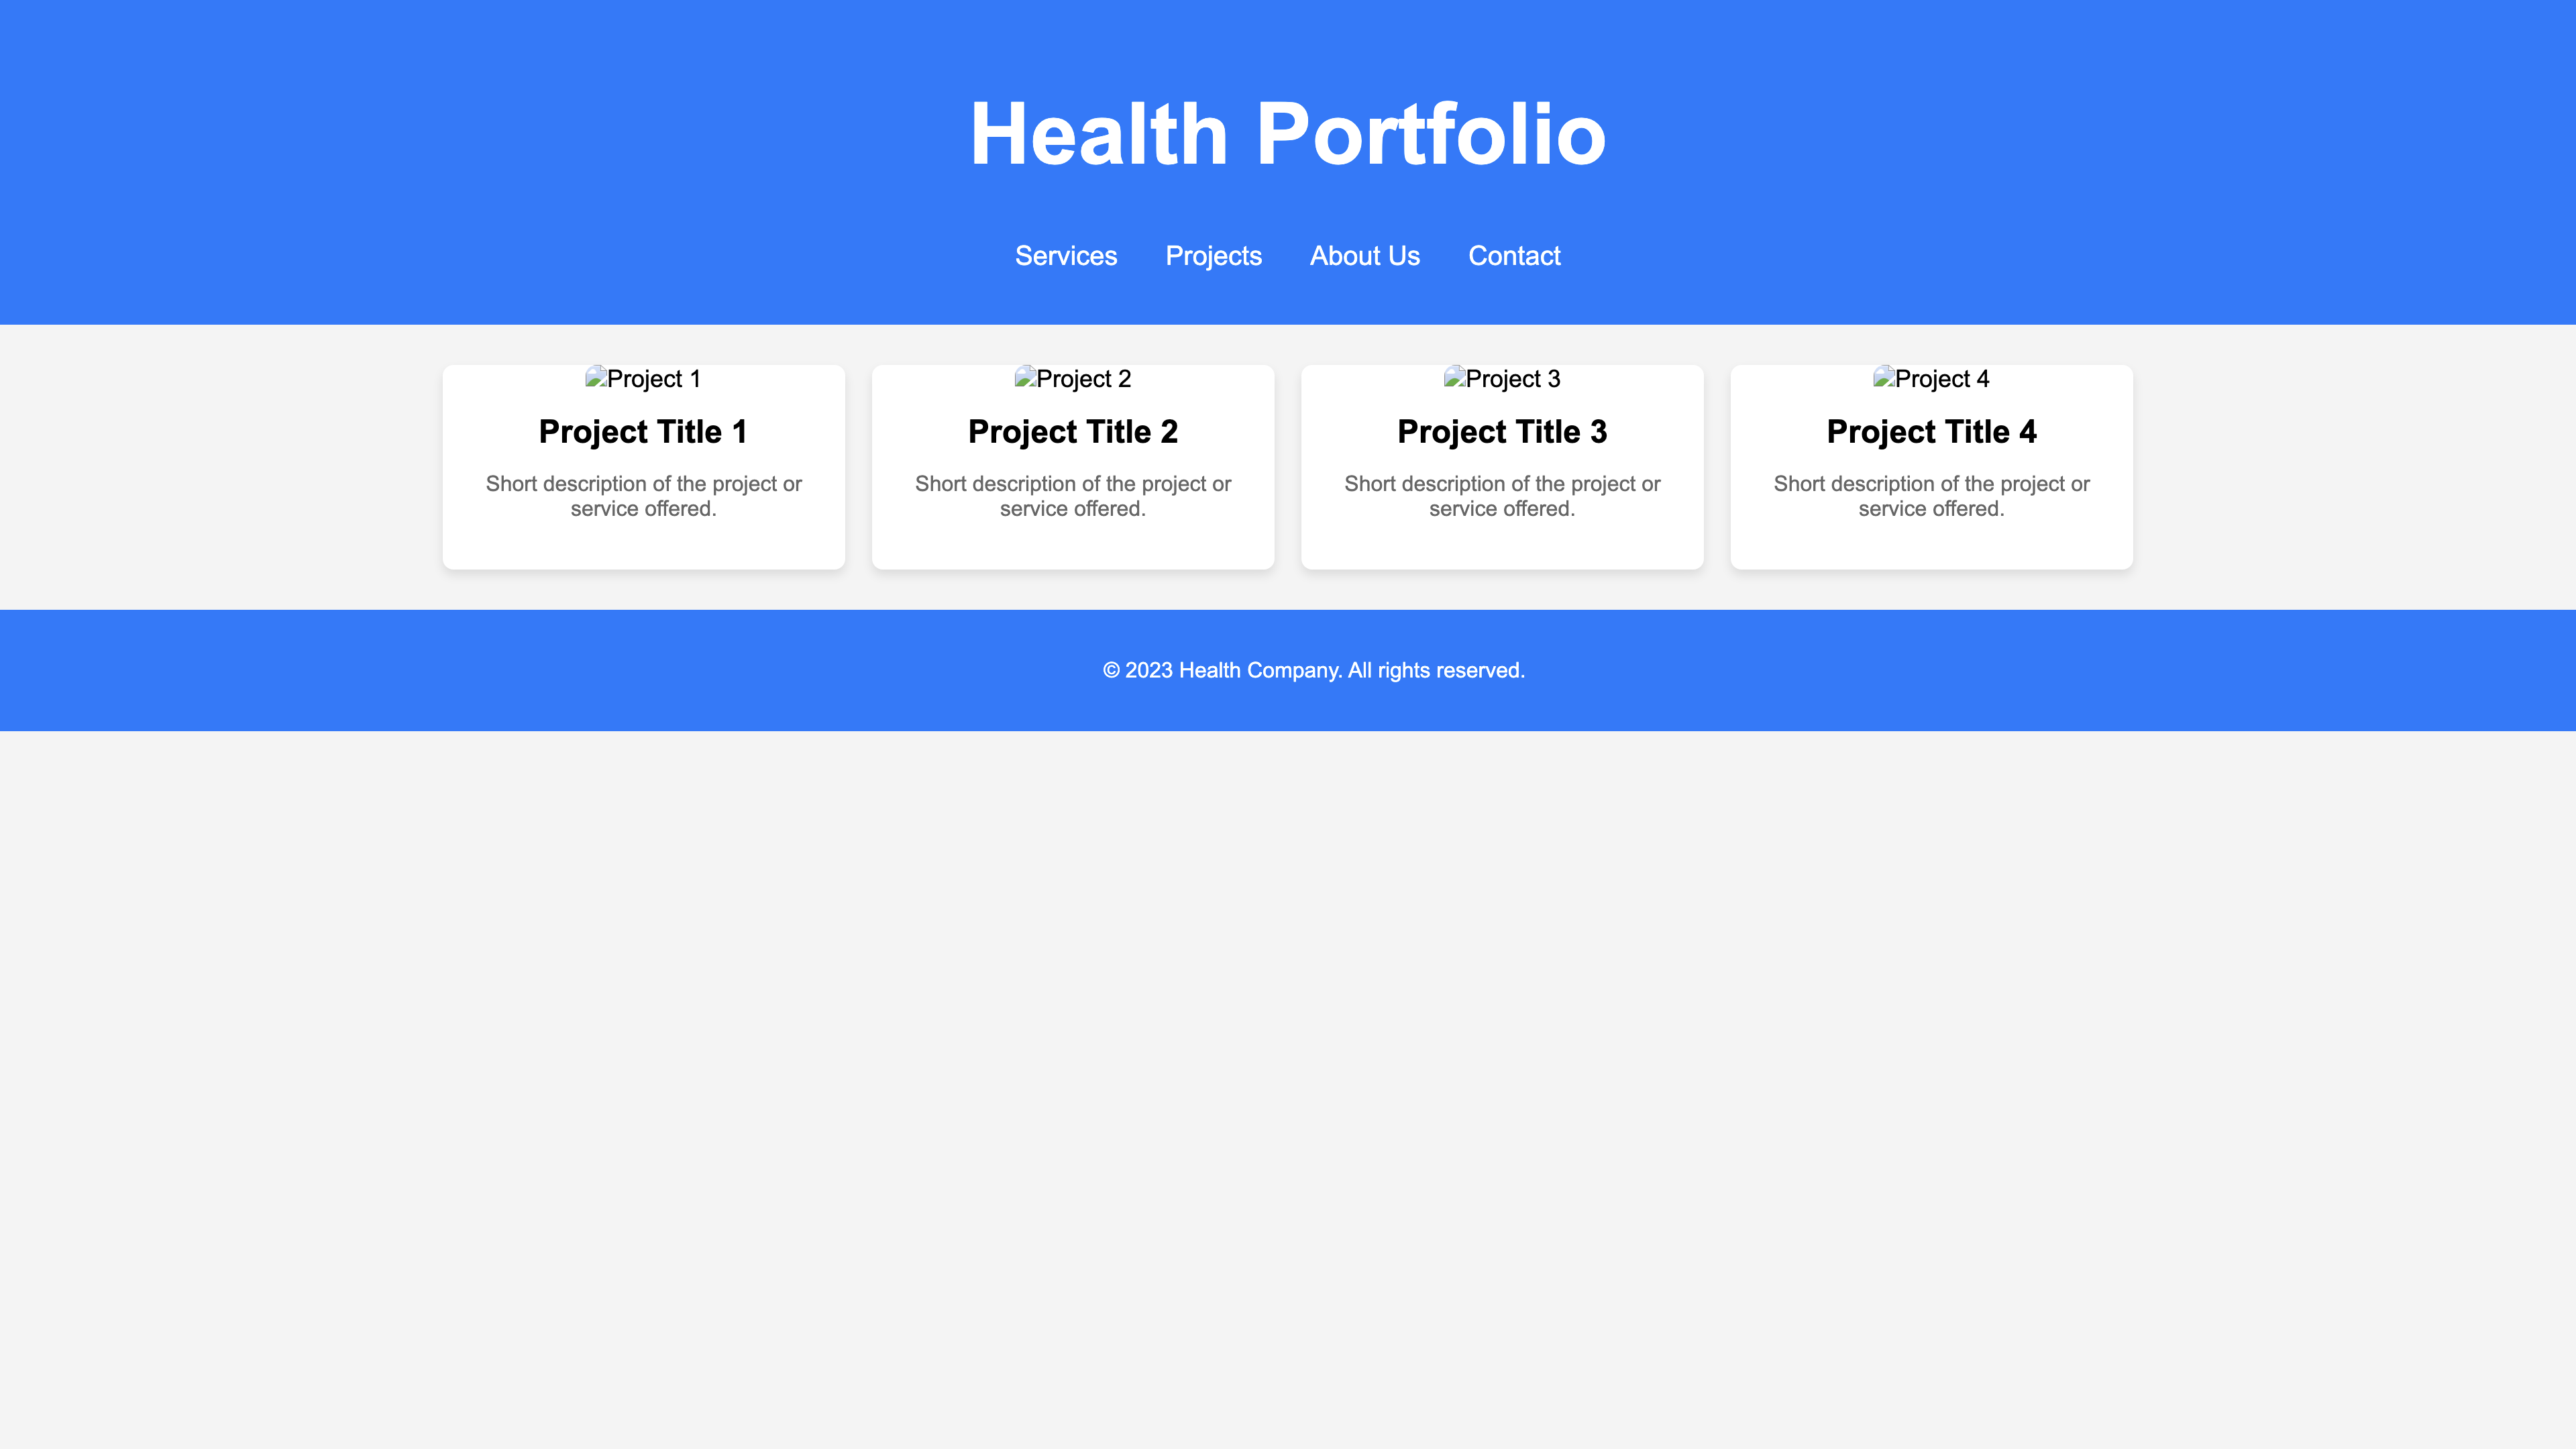 Health Portfolio
Services Projects About Us Contact
Project 1
Project Title 1
Short description of the project or
service offered.
Project 2
Project Title 2
Short description of the project or
service offered.
Project 3
Project Title 3
Short description of the project or
service offered.
Project 4
Project Title 4
Short description of the project or
service offered.
© 2023 Health Company. All rights reserved.